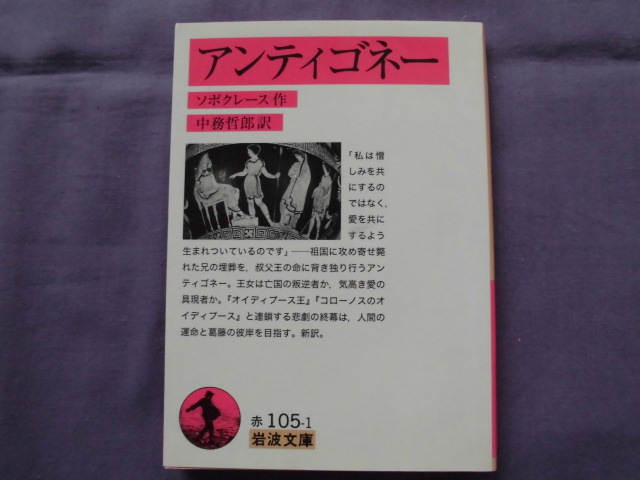 アンティゴネー
ソポクレース 作
中務哲郎 訳
「私は憎
しみを共
にするの
ではなく，
愛を共に
するよう
生まれついているのです」──祖国に攻め寄せ斃
れた兄の埋葬を，叔父王の命に背き独り行うアン
ティゴネー．王女は亡国の叛逆者か，気高き愛の
具現者か．『オイディプース王』『コローノスのオ
イディプース』と連鎖する悲劇の終幕は，人間の
運命と葛藤の彼岸を目指す．新訳．
赤 105-1
岩波文庫